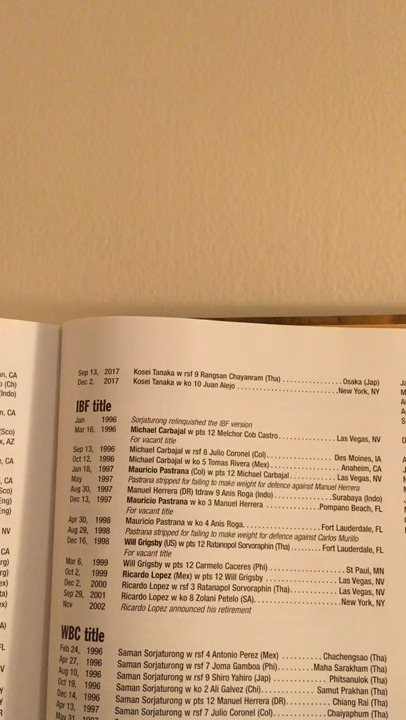 Sep 13, 2017 Kosei Tanaka w rsf 9 Rangsan Chayanram (Tha) Osaka (Jap)
Dec 2, 2017 Kosei Tanaka w ko 10 Juan Alejo New York, NY
IBF title
Jan 1996 Sorjaturong relinquished the IBF version
Mar 16, 1996 Michael Carbajal w pts 12 Melchor Cob Castro Las Vegas, NV
For vacant title
Sep 13, 1996 Michael Carbajal w rsf 8 Julio Coronel (Col) Des Moines, IA
Oct 12, 1996 Michael Carbajal w ko 5 Tomas Rivera (Mex) Anaheim, CA
Jan 18, 1997 Mauricio Pastrana (Col) w pts 12 Michael Carbajal Las Vegas, NV
May 1997 Pastrana stripped for failing to make weight for defence against Manuel Herrera
Aug 30, 1997 Manuel Herrera (DR) tdraw 9 Anis Roga (Indo) Surabaya (Indo)
Dec 13, 1997 Mauricio Pastrana w ko 3 Manuel Herrera Pompano Beach, FL
For vacant title
Apr 30, 1998 Mauricio Pastrana w ko 4 Anis Roga Fort Lauderdale, FL
Aug 29, 1998 Pastrana stripped for failing to make weight for defence against Carlos Murillo
Dec 16, 1998 Will Grigsby (US) w pts 12 Ratanopol Sorvoraphin (Tha) Fort Lauderdale, FL
For vacant title
Mar 6, 1999 Will Grigsby w pts 12 Carmelo Caceres (Phi) St Paul, MN
Oct 2, 1999 Ricardo Lopez (Mex) w pts 12 Will Grigsby Las Vegas, NV
Dec 2, 2000 Ricardo Lopez w rsf 3 Ratanapol Sorvoraphin (Tha) Las Vegas, NV
Sep 29, 2001 Ricardo Lopez w ko 8 Zolani Petelo (SA) New York, NY
Nov 2002 Ricardo Lopez announced his retirement
WBC title
Feb 24, 1996 Saman Sorjaturong w rsf 4 Antonio Perez (Mex) Chachengsao (Tha)
Apr 27, 1996 Saman Sorjaturong w rsf 7 Joma Gamboa (Phi) Maha Sarakham (Tha)
Aug 10, 1996 Saman Sorjaturong w rsf 9 Shiro Yahiro (Jap) Phitsanulok (Tha)
Oct 19, 1996 Saman Sorjaturong w ko 2 Ali Galvez (Chi) Samut Prakhan (Tha)
Dec 14, 1996 Saman Sorjaturong w pts 12 Manuel Herrera (DR) Chiang Rai (Tha)
Apr 13, 1997 Saman Sorjaturong w rsf 7 Julio Coronel (Col) Chaiyaphum (Tha)
May 31, 1997